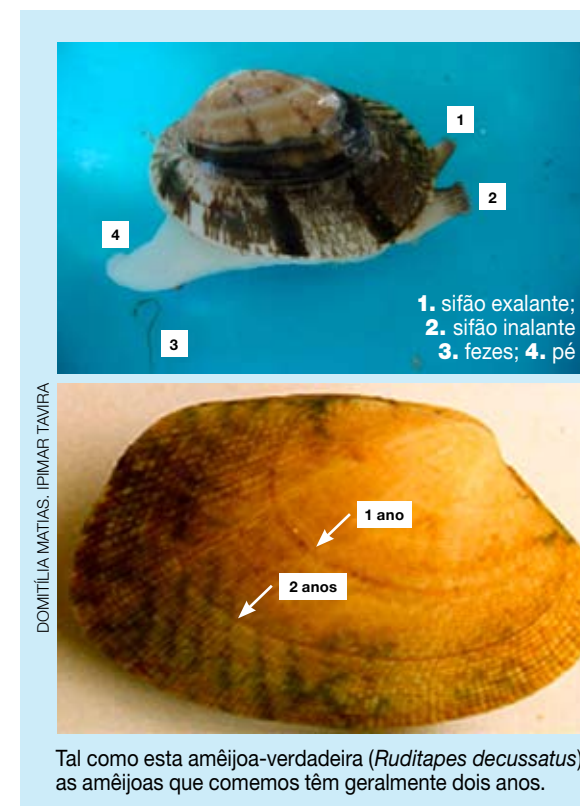 1
2
4
3
1. sifão exalante;
2. sifão inalante
3. fezes; 4. pé
DOMITÍLIA MATIAS. IPIMAR TAVIRA
1 ano
2 anos
Tal como esta amêijoa-verdadeira (Ruditapes decussatus)
as amêijoas que comemos têm geralmente dois anos.